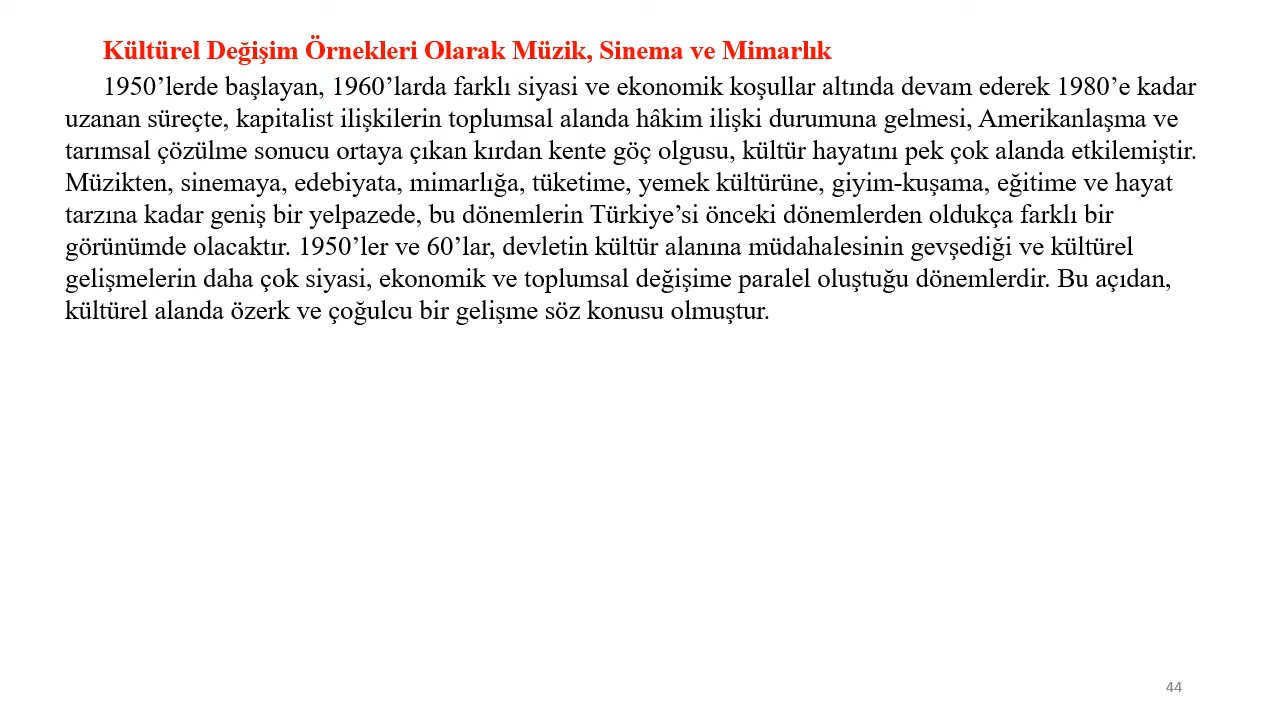 Kültürel Değişim Örnekleri Olarak Müzik, Sinema ve Mimarlık
1950’lerde başlayan, 1960’larda farklı siyasi ve ekonomik koşullar altında devam ederek 1980’e kadar
uzanan süreçte, kapitalist ilişkilerin toplumsal alanda hâkim ilişki durumuna gelmesi, Amerikanlaşma ve
tarımsal çözülme sonucu ortaya çıkan kırdan kente göç olgusu, kültür hayatını pek çok alanda etkilemiştir.
Müzikten, sinemaya, edebiyata, mimarlığa, tüketime, yemek kültürüne, giyim-kuşama, eğitime ve hayat
tarzına kadar geniş bir yelpazede, bu dönemlerin Türkiye’si önceki dönemlerden oldukça farklı bir
görünümde olacaktır. 1950’ler ve 60’lar, devletin kültür alanına müdahalesinin gevşediği ve kültürel
gelişmelerin daha çok siyasi, ekonomik ve toplumsal değişime paralel oluştuğu dönemlerdir. Bu açıdan,
kültürel alanda özerk ve çoğulcu bir gelişme söz konusu olmuştur.
44